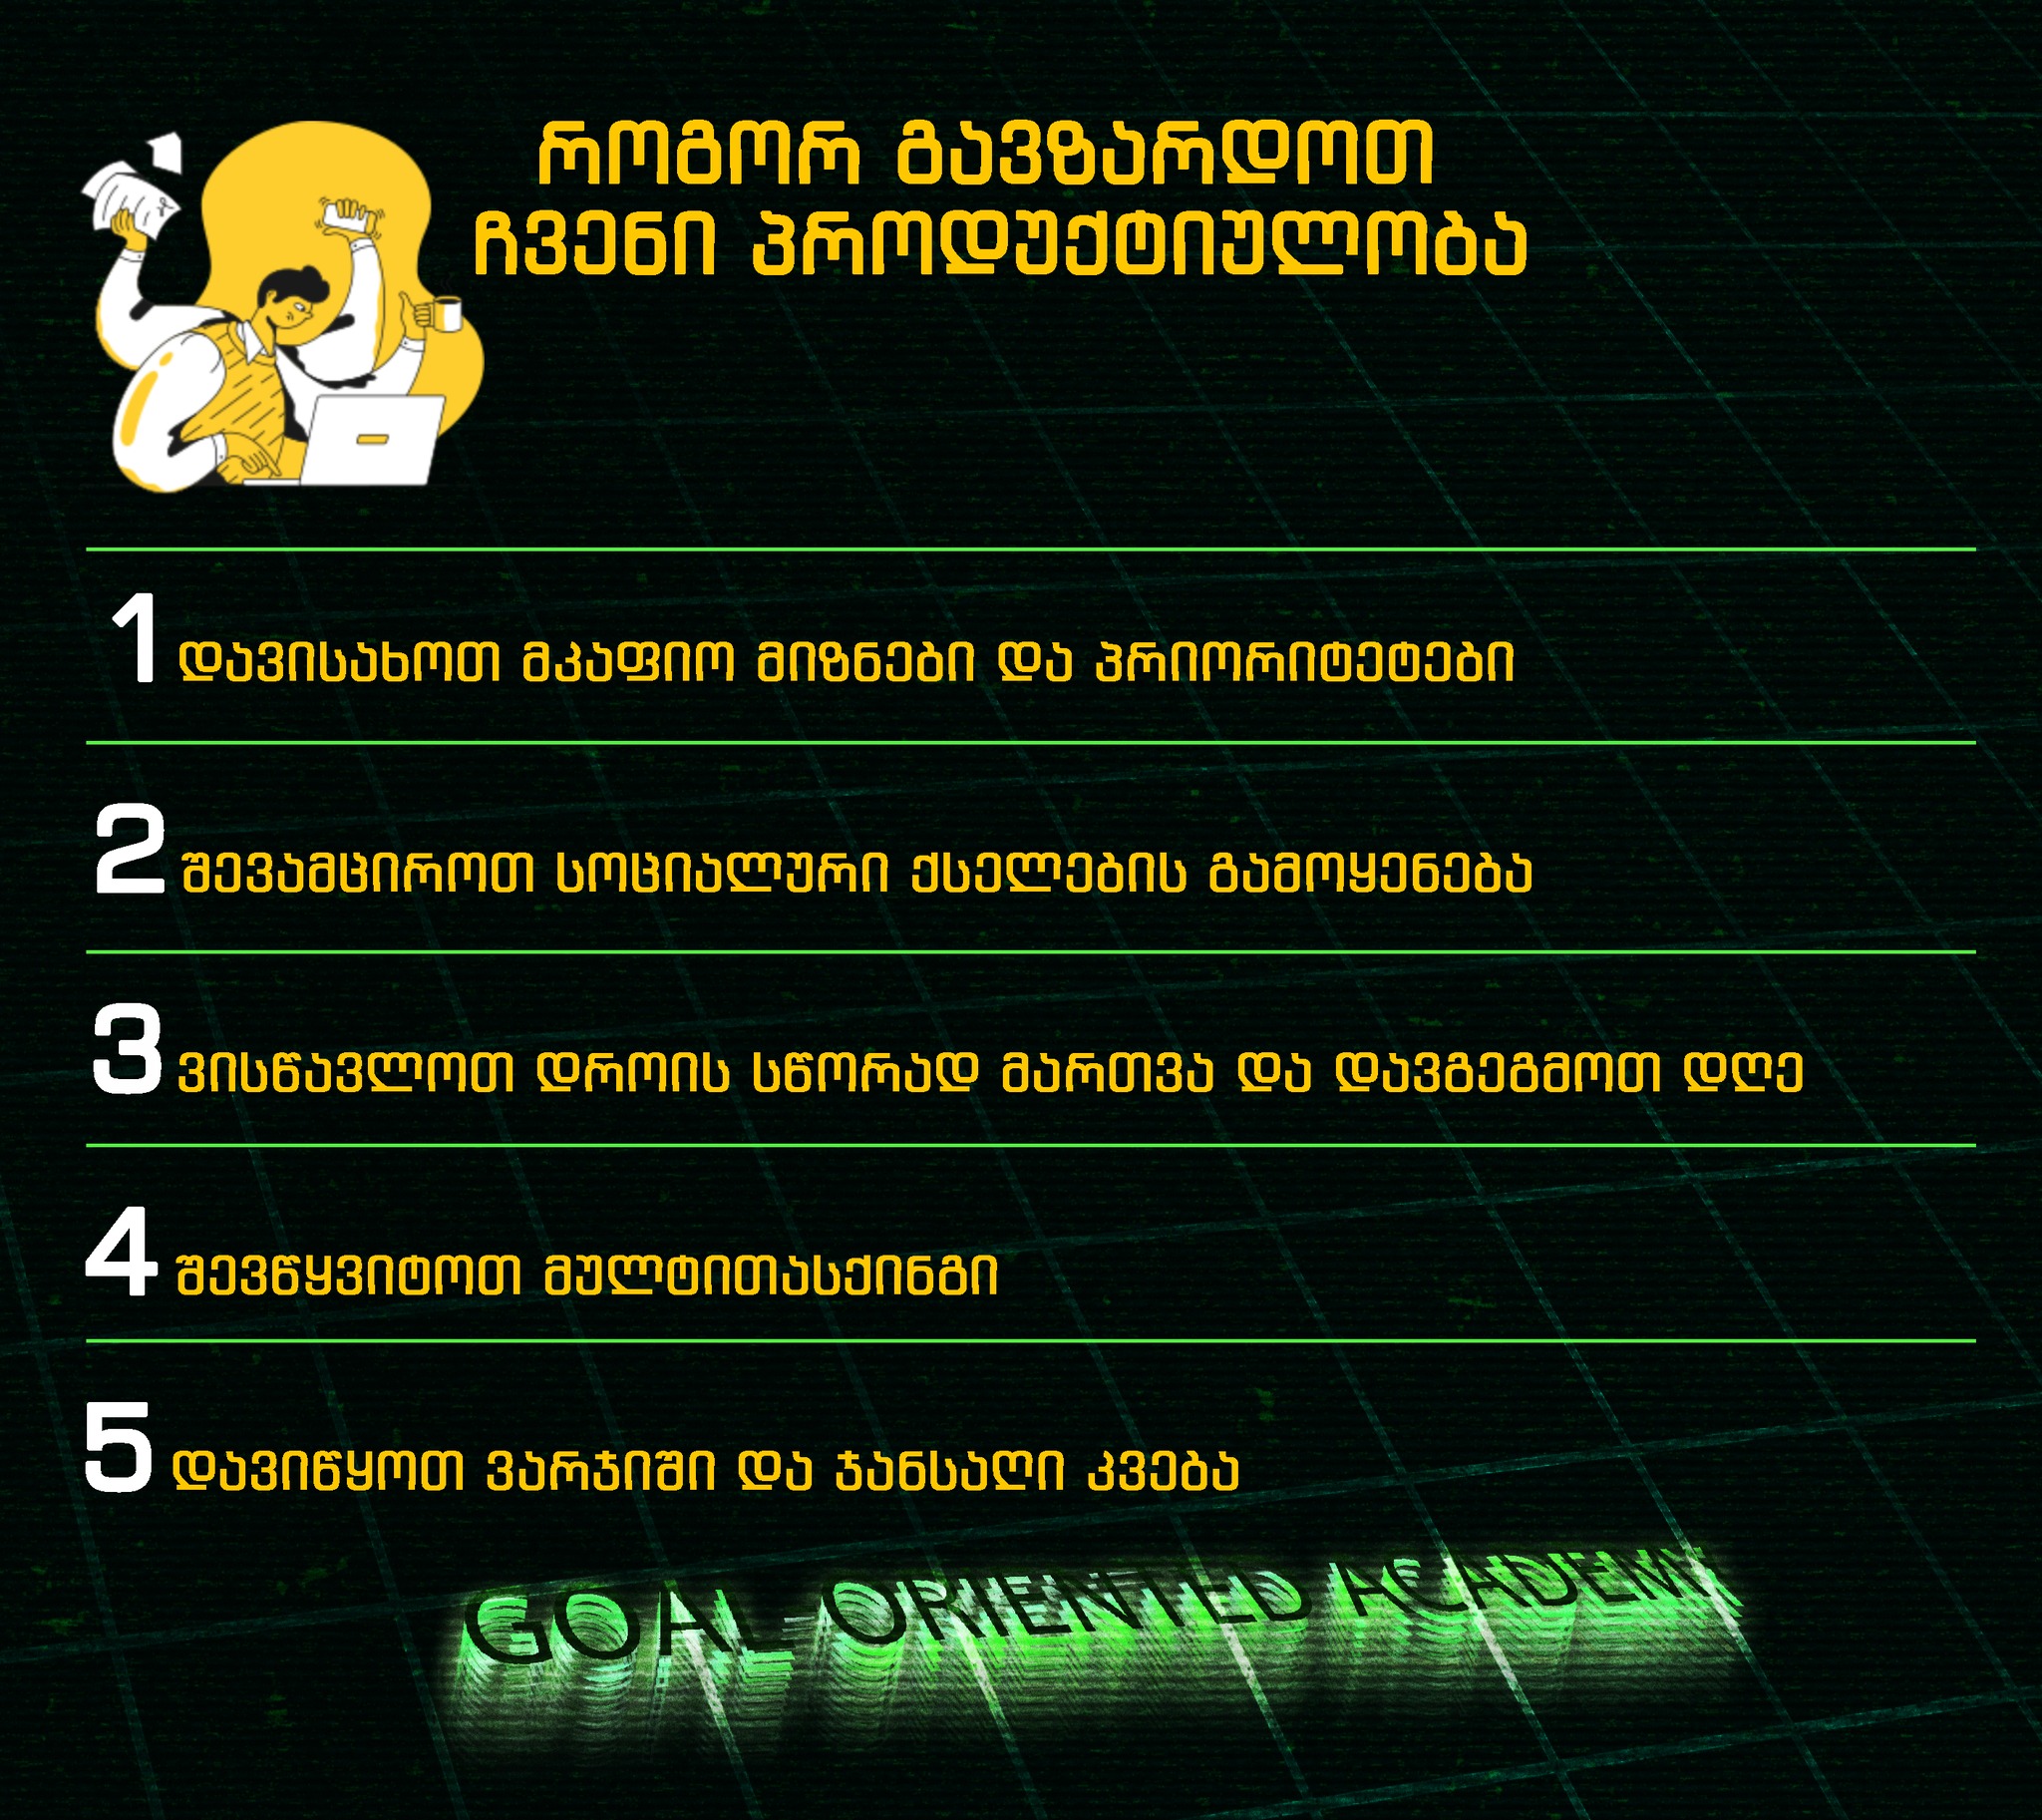 როგორ გავზარდოთ
ჩვენი პროდუქტიულობა
1 დავისახოთ მკაფიო მიზნები და პრიორიტეტები
2 შევამციროთ სოციალური ქსელების გამოყენება
3 ვისწავლოთ დროის სწორად მართვა და დავგეგმოთ დღე
4 შევწყვიტოთ მულტითასქინგი
5 დავიწყოთ ვარჯიში და ჯანსაღი კვება
GOAL ORIENTED ACADEMY